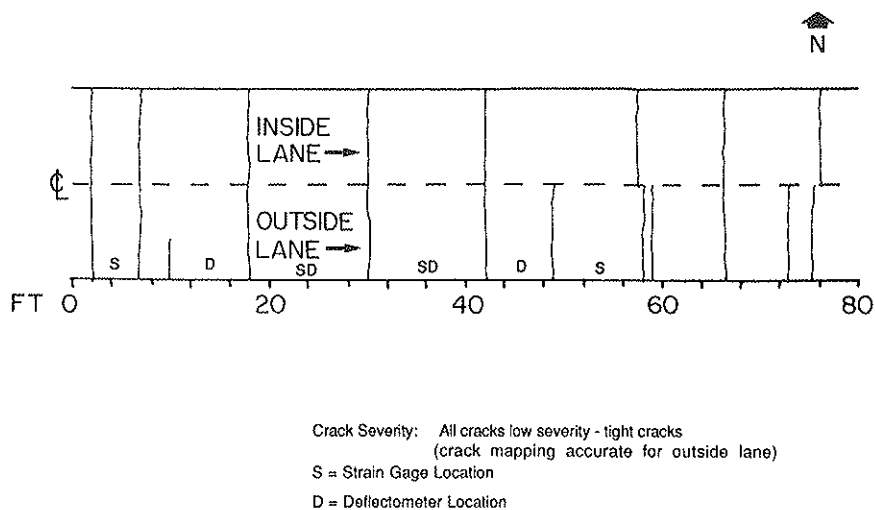 N
INSIDE
LANE
℄
OUTSIDE
LANE
S D SD SD D S
FT 0 20 40 60 80
Crack Severity: All cracks low severity - tight cracks
(crack mapping accurate for outside lane)
S = Strain Gage Location
D = Deflectometer Location